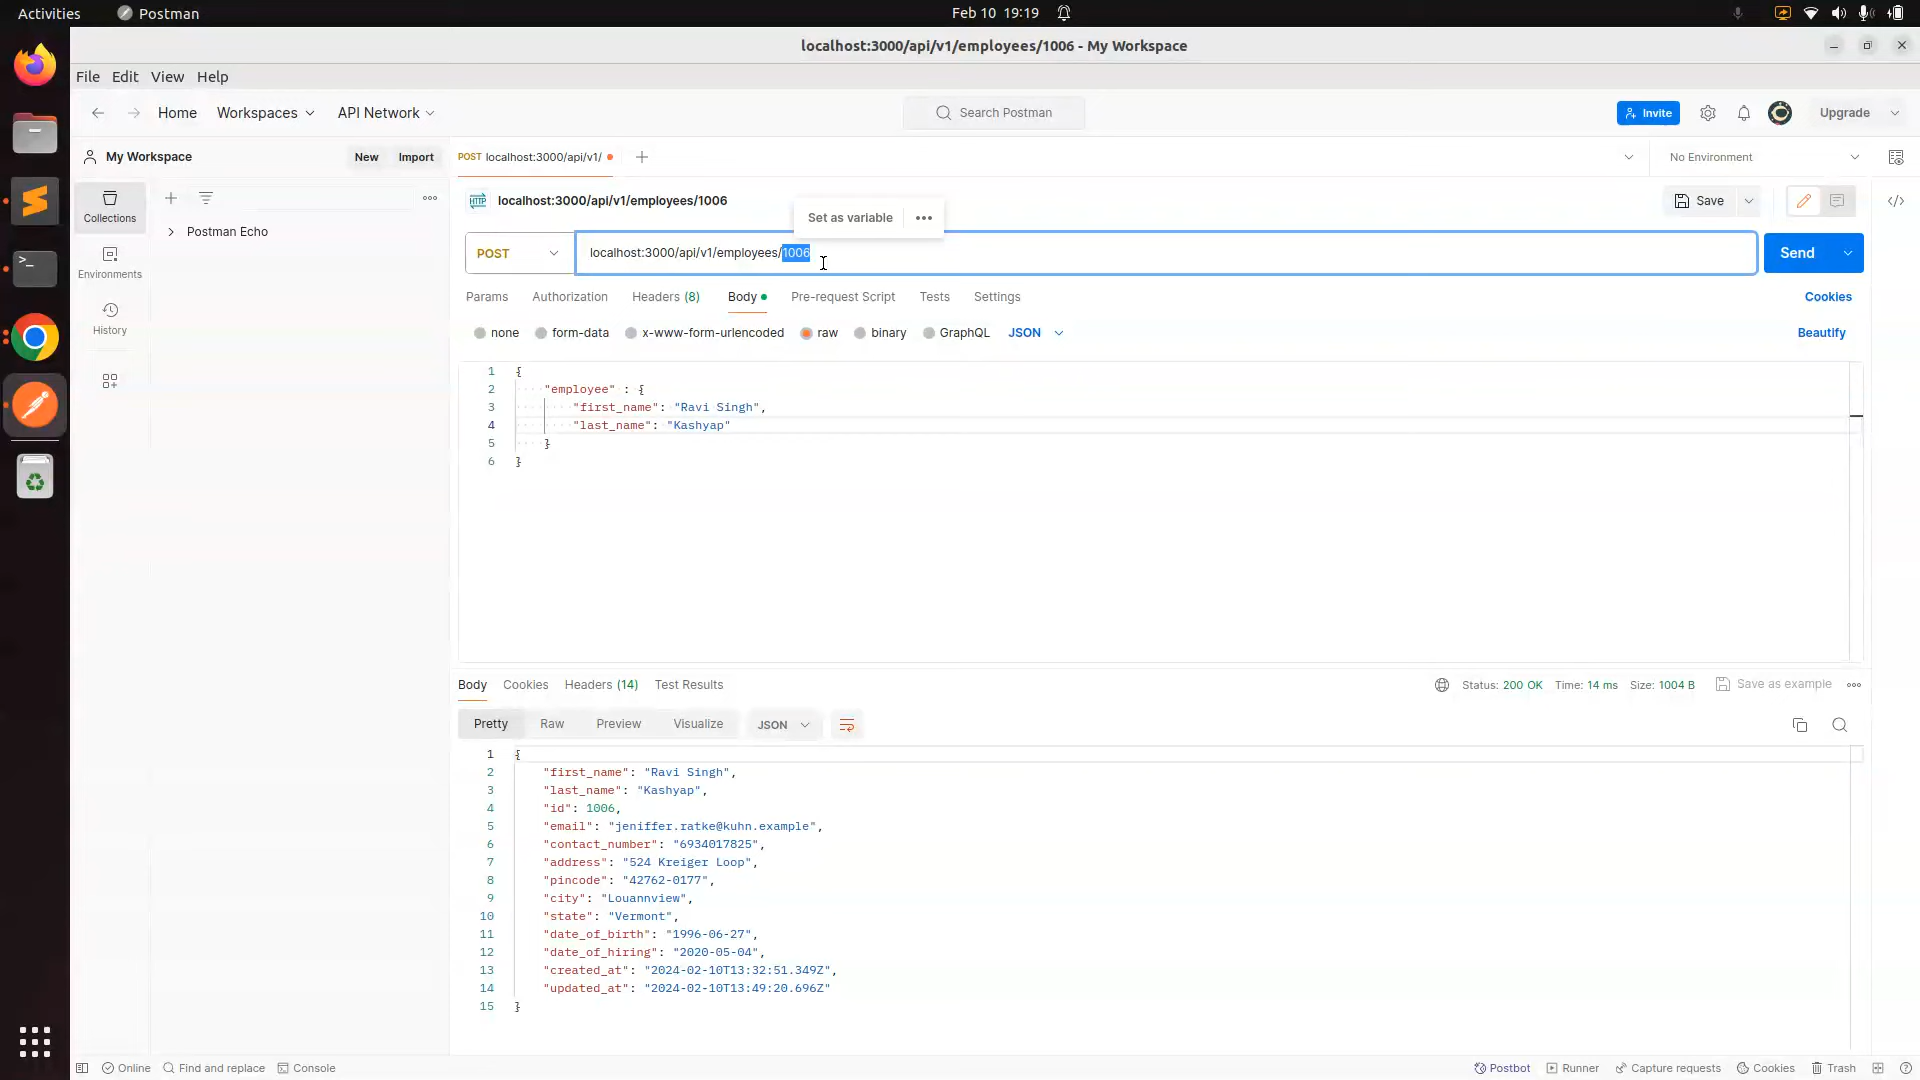 Activities
Postman
Feb 10 19:19
localhost:3000/api/v1/employees/1006 - My Workspace
File Edit View Help
Home Workspaces API Network
Search Postman
Invite
Upgrade
My Workspace
New Import
POST localhost:3000/api/v1/
No Environment
Collections
Postman Echo
localhost:3000/api/v1/employees/1006
Set as variable
Save
POST
localhost:3000/api/v1/employees/1006
Send
Environments
History
Params Authorization Headers (8) Body Pre-request Script Tests Settings
Cookies
none form-data x-www-form-urlencoded raw binary GraphQL JSON
Beautify
1 {
2 "employee" : {
3 "first_name": "Ravi Singh",
4 "last_name": "Kashyap"
5 }
6 }
Body Cookies Headers (14) Test Results
Status: 200 OK Time: 14 ms Size: 1004 B
Save as example
Pretty Raw Preview Visualize JSON
1 {
2 "first_name": "Ravi Singh",
3 "last_name": "Kashyap",
4 "id": 1006,
5 "email": "jeniffer.ratke@kuhn.example",
6 "contact_number": "6934017825",
7 "address": "524 Kreiger Loop",
8 "pincode": "42762-0177",
9 "city": "Louannview",
10 "state": "Vermont",
11 "date_of_birth": "1996-06-27",
12 "date_of_hiring": "2020-05-04",
13 "created_at": "2024-02-10T13:32:51.349Z",
14 "updated_at": "2024-02-10T13:49:20.696Z"
15 }
Online Find and replace Console
Postbot Runner Capture requests Cookies Trash